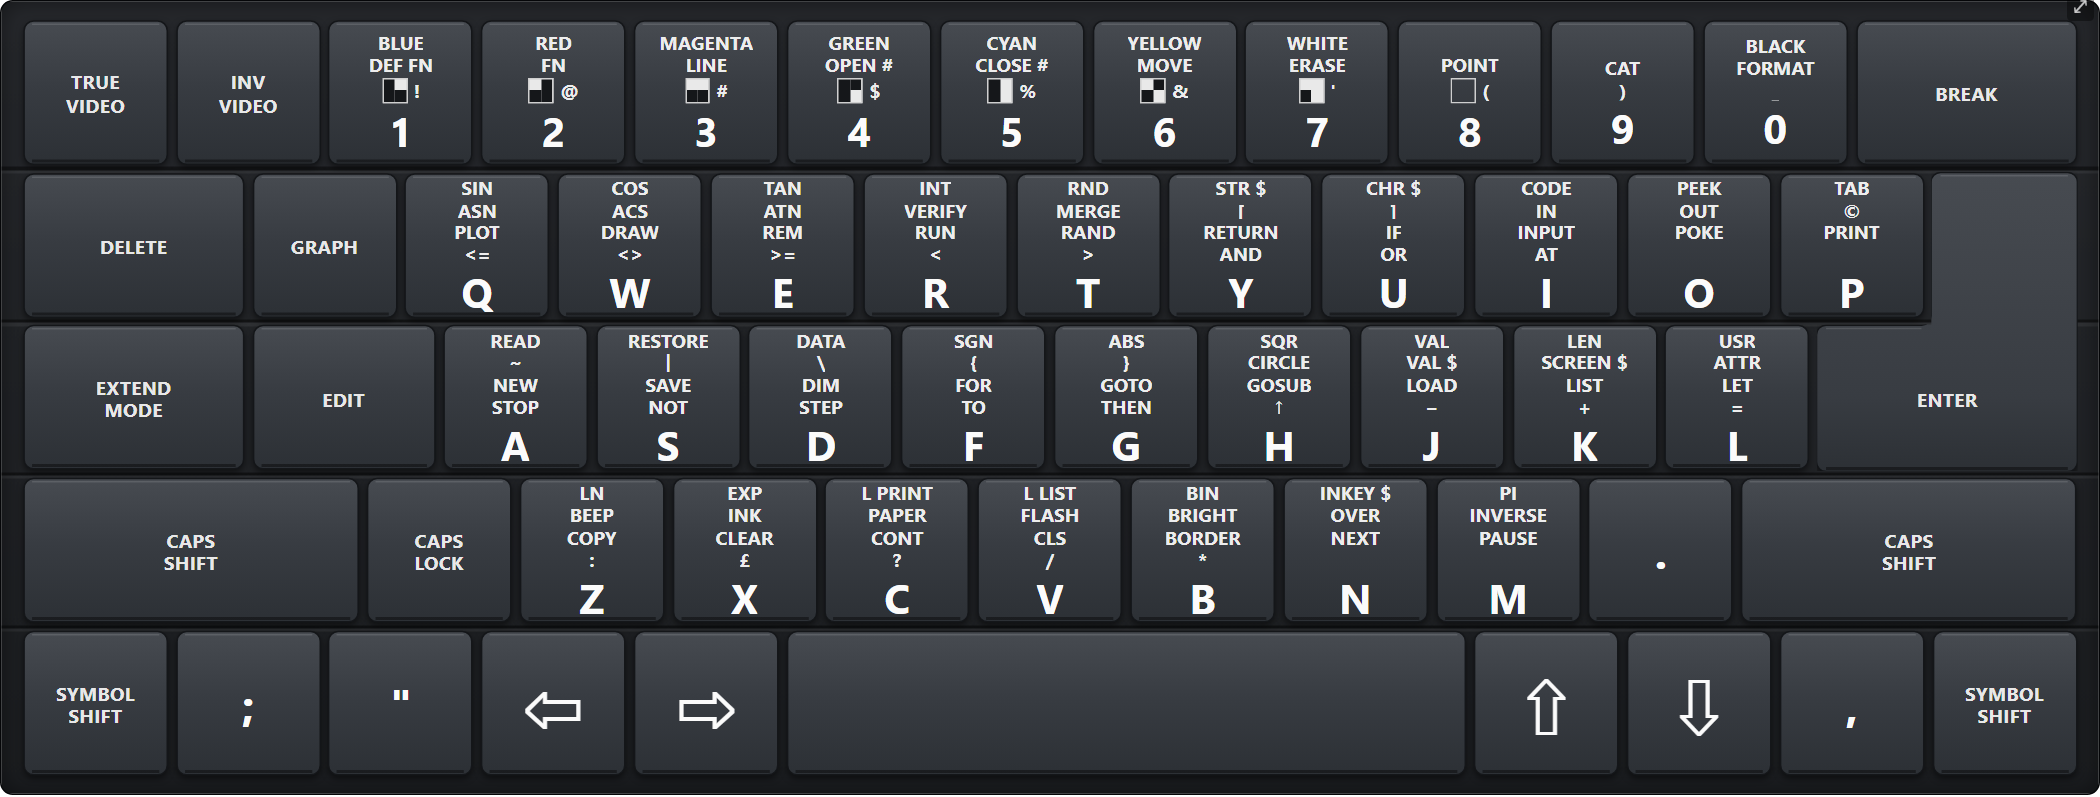 TRUE
VIDEO
INV
VIDEO
BLUE
DEF FN
!
1
RED
FN
@
2
MAGENTA
LINE
#
3
GREEN
OPEN #
$
4
CYAN
CLOSE #
%
5
YELLOW
MOVE
&
6
WHITE
ERASE
'
7
POINT
(
8
CAT
)
9
BLACK
FORMAT
_
0
BREAK
DELETE
GRAPH
SIN
ASN
PLOT
<=
Q
COS
ACS
DRAW
<>
W
TAN
ATN
REM
>=
E
INT
VERIFY
RUN
<
R
RND
MERGE
RAND
>
T
STR $
⌈
RETURN
AND
Y
CHR $
⌉
IF
OR
U
CODE
IN
INPUT
AT
I
PEEK
OUT
POKE
O
TAB
©
PRINT
P
EXTEND
MODE
EDIT
READ
~
NEW
STOP
A
RESTORE
|
SAVE
NOT
S
DATA
\
DIM
STEP
D
SGN
{
FOR
TO
F
ABS
}
GOTO
THEN
G
SQR
CIRCLE
GOSUB
↑
H
VAL
VAL $
LOAD
−
J
LEN
SCREEN $
LIST
+
K
USR
ATTR
LET
=
L
ENTER
CAPS
SHIFT
CAPS
LOCK
LN
BEEP
COPY
:
Z
EXP
INK
CLEAR
£
X
L PRINT
PAPER
CONT
?
C
L LIST
FLASH
CLS
/
V
BIN
BRIGHT
BORDER
*
B
INKEY $
OVER
NEXT
N
PI
INVERSE
PAUSE
M
.
CAPS
SHIFT
SYMBOL
SHIFT
;
"
⇦
⇨
⇧
⇩
,
SYMBOL
SHIFT